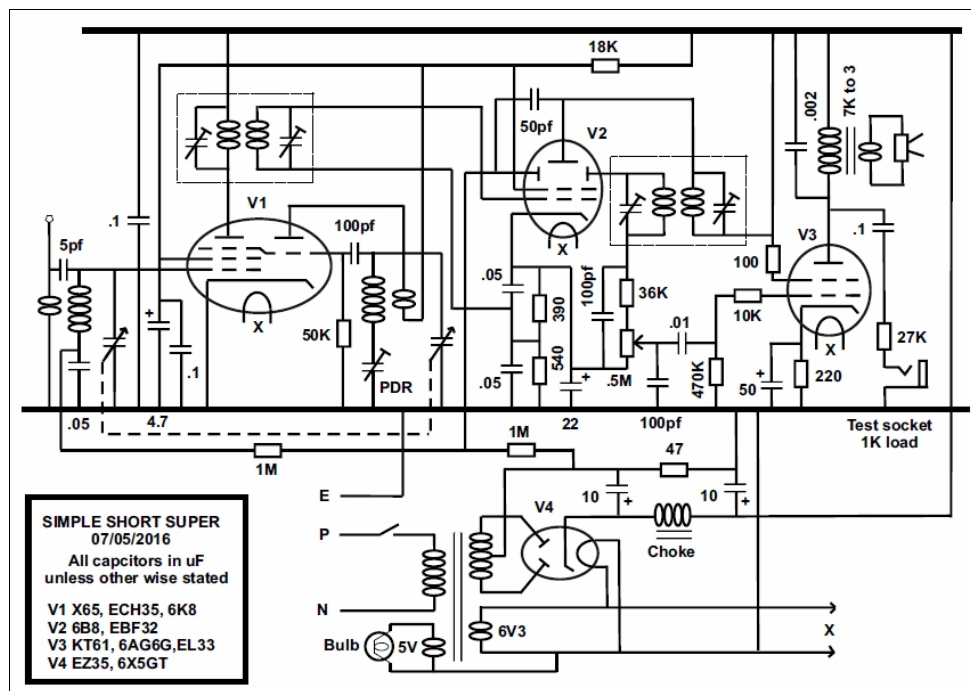 18K
.002
7K to 3
50pf
V2
V1
.1
5pf
100pf
V3
.1
X
+
X
50K
.05
390
100pf
36K
100
10K
X
.01
.1
PDR
.05
540
+
.5M
470K
+
50
220
27K
.05
4.7
22
100pf
Test socket
1K load
1M
1M
47
E
10
+
10
+
V4
P
Choke
N
Bulb
5V
6V3
X
SIMPLE SHORT SUPER
07/05/2016
All capcitors in uF
unless other wise stated
V1 X65, ECH35, 6K8
V2 6B8, EBF32
V3 KT61, 6AG6G,EL33
V4 EZ35, 6X5GT